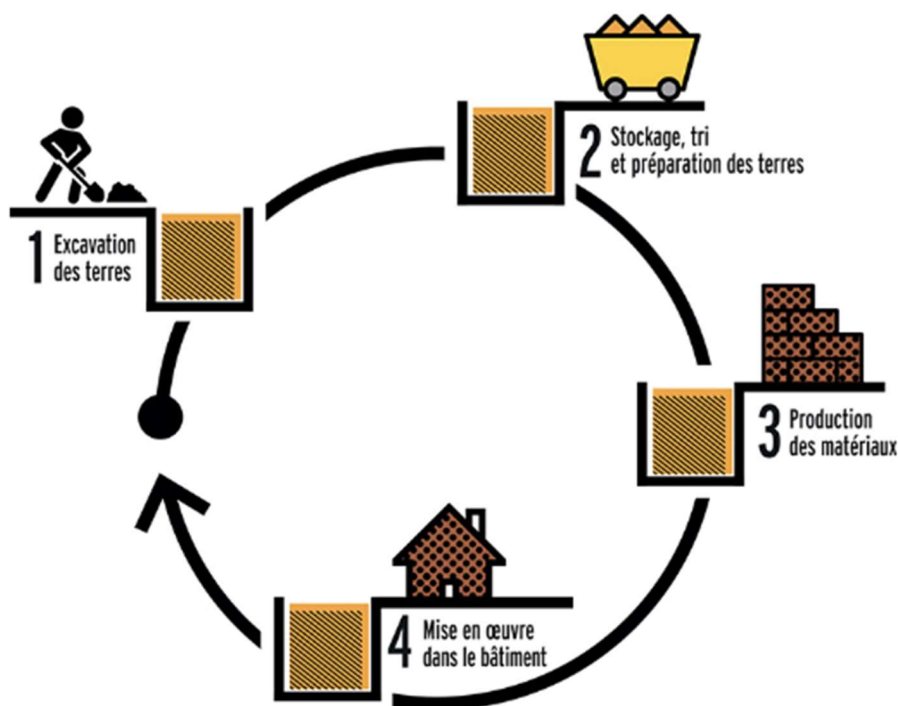 1 Excavation
des terres
2 Stockage, tri
et préparation des terres
3 Production
des matériaux
4 Mise en œuvre
dans le bâtiment